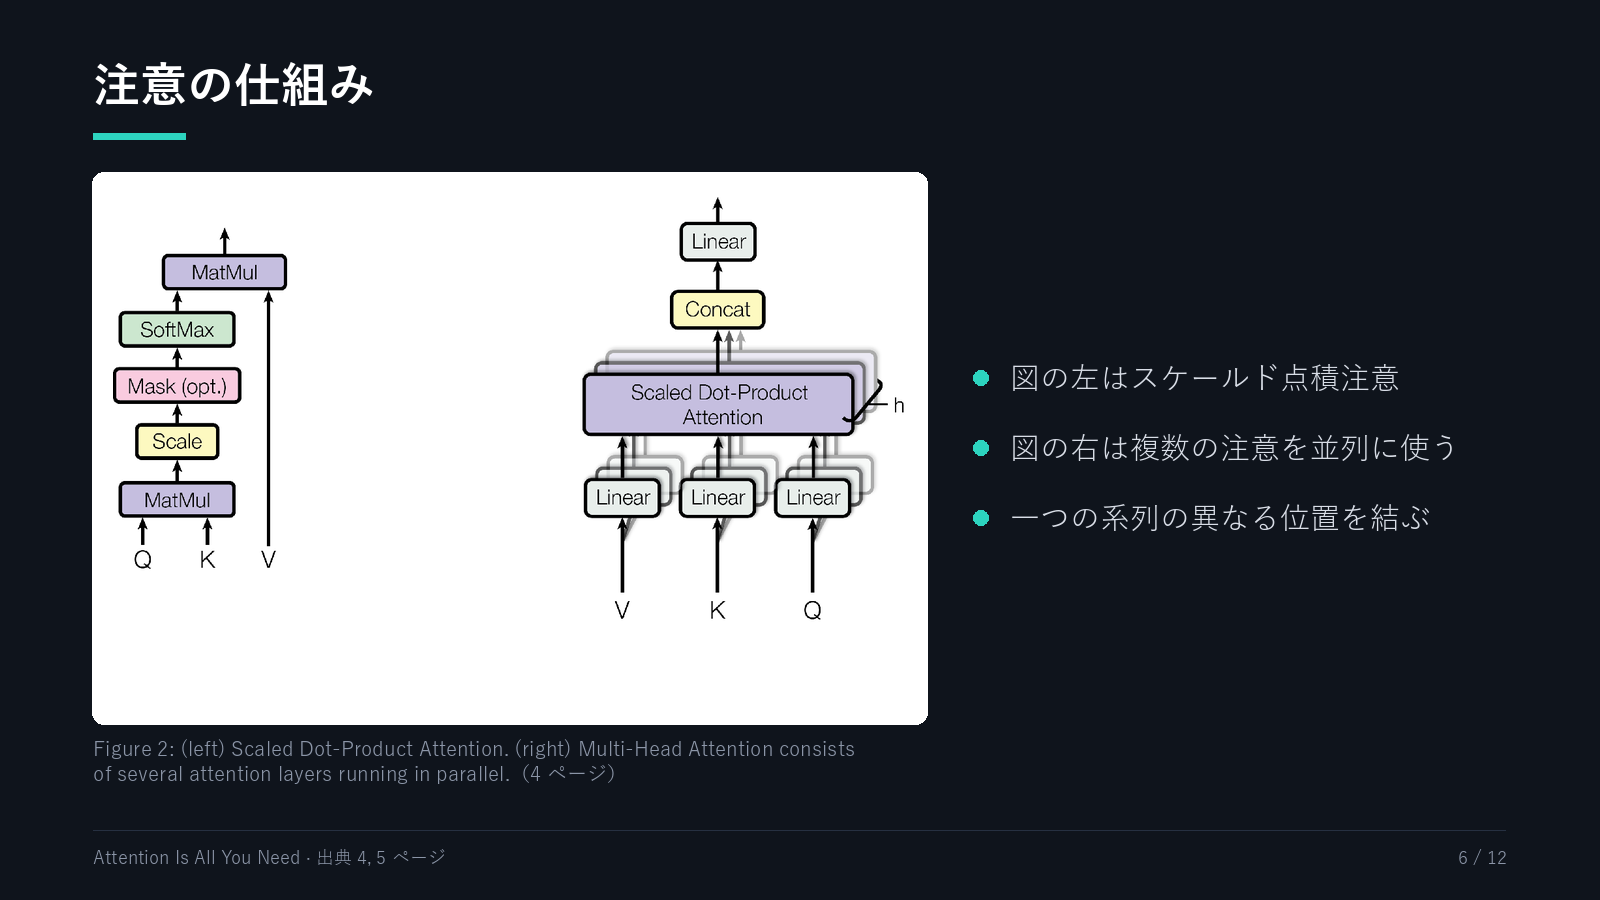 注意の仕組み
MatMul
SoftMax
Mask (opt.)
Scale
MatMul
Q K V
Linear
Concat
Scaled Dot-Product
Attention
h
Linear Linear Linear
V K Q
図の左はスケールド点積注意
図の右は複数の注意を並列に使う
一つの系列の異なる位置を結ぶ
Figure 2: (left) Scaled Dot-Product Attention. (right) Multi-Head Attention consists
of several attention layers running in parallel.（4 ページ）
Attention Is All You Need · 出典 4, 5 ページ
6 / 12